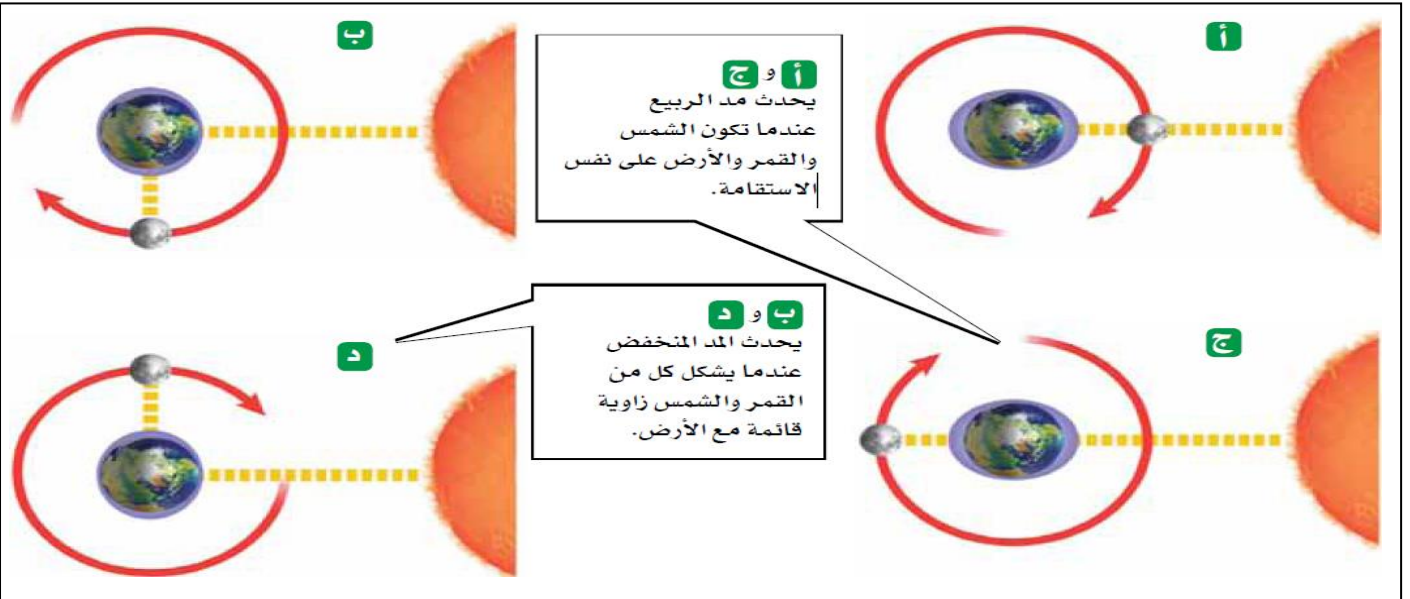 أ
ب
أ و ج
يحدث مد الربيع
عندما تكون الشمس
والقمر والأرض على نفس
الاستقامة.
ج
د
ب و د
يحدث المد المنخفض
عندما يشكل كل من
القمر والشمس زاوية
قائمة مع الأرض.